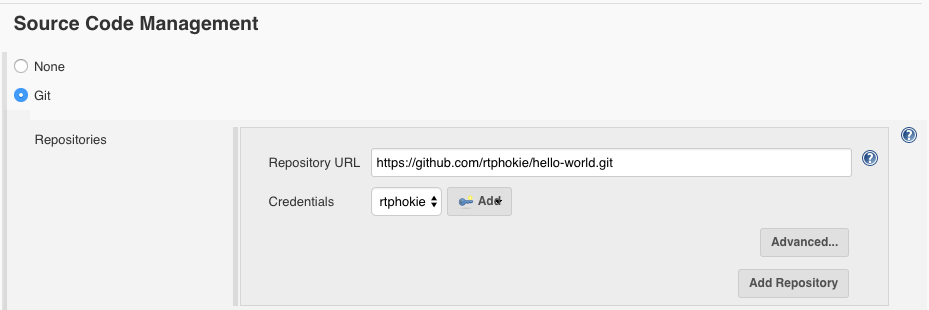 Source Code Management
None
Git
Repositories
Repository URL https://github.com/rtphokie/hello-world.git
Credentials rtphokie Add
Advanced...
Add Repository